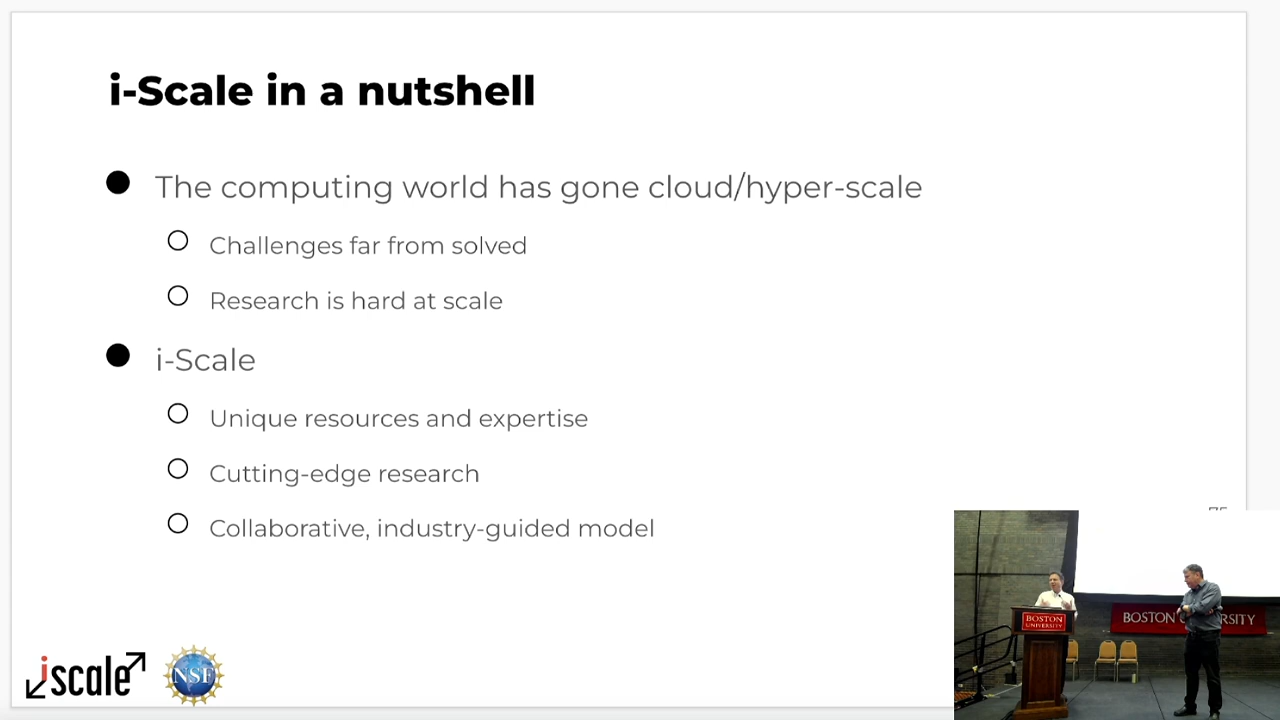 i-Scale in a nutshell
The computing world has gone cloud/hyper-scale
Challenges far from solved
Research is hard at scale
i-Scale
Unique resources and expertise
Cutting-edge research
Collaborative, industry-guided model
iscale
NSF
BOSTON
UNIVERSITY
BOSTON